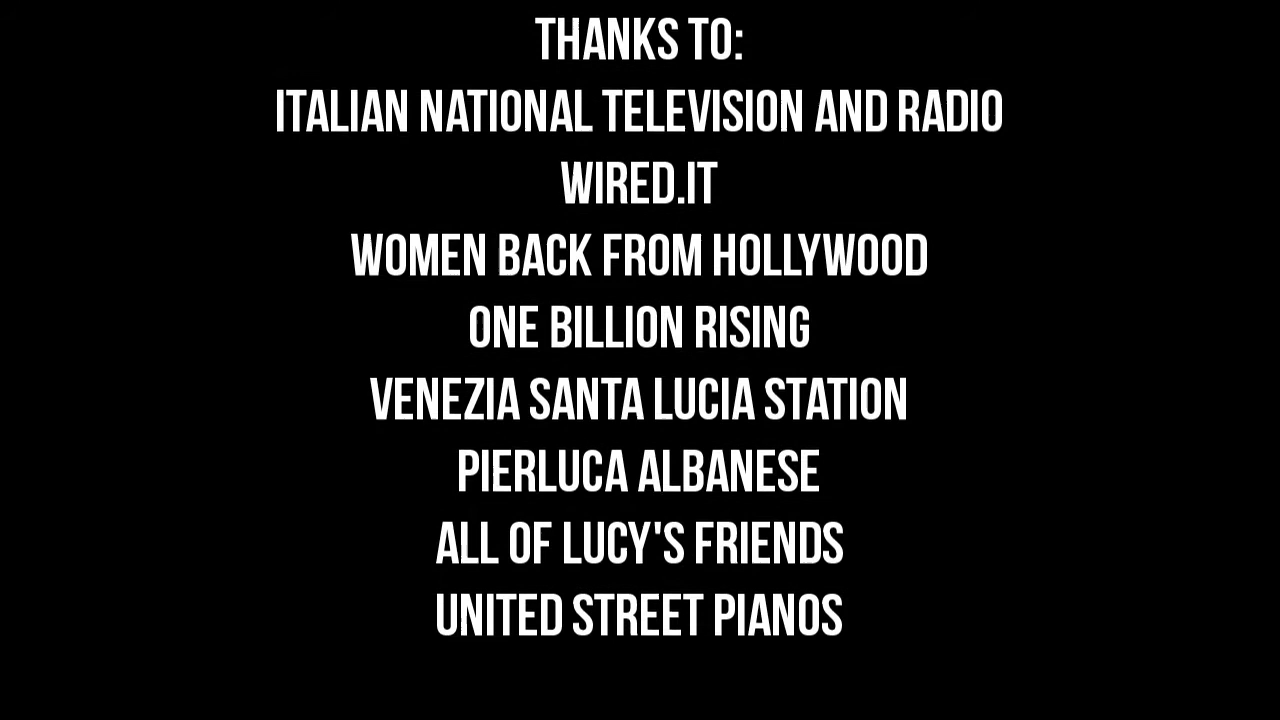 THANKS TO:
ITALIAN NATIONAL TELEVISION AND RADIO
WIRED.IT
WOMEN BACK FROM HOLLYWOOD
ONE BILLION RISING
VENEZIA SANTA LUCIA STATION
PIERLUCA ALBANESE
ALL OF LUCY'S FRIENDS
UNITED STREET PIANOS